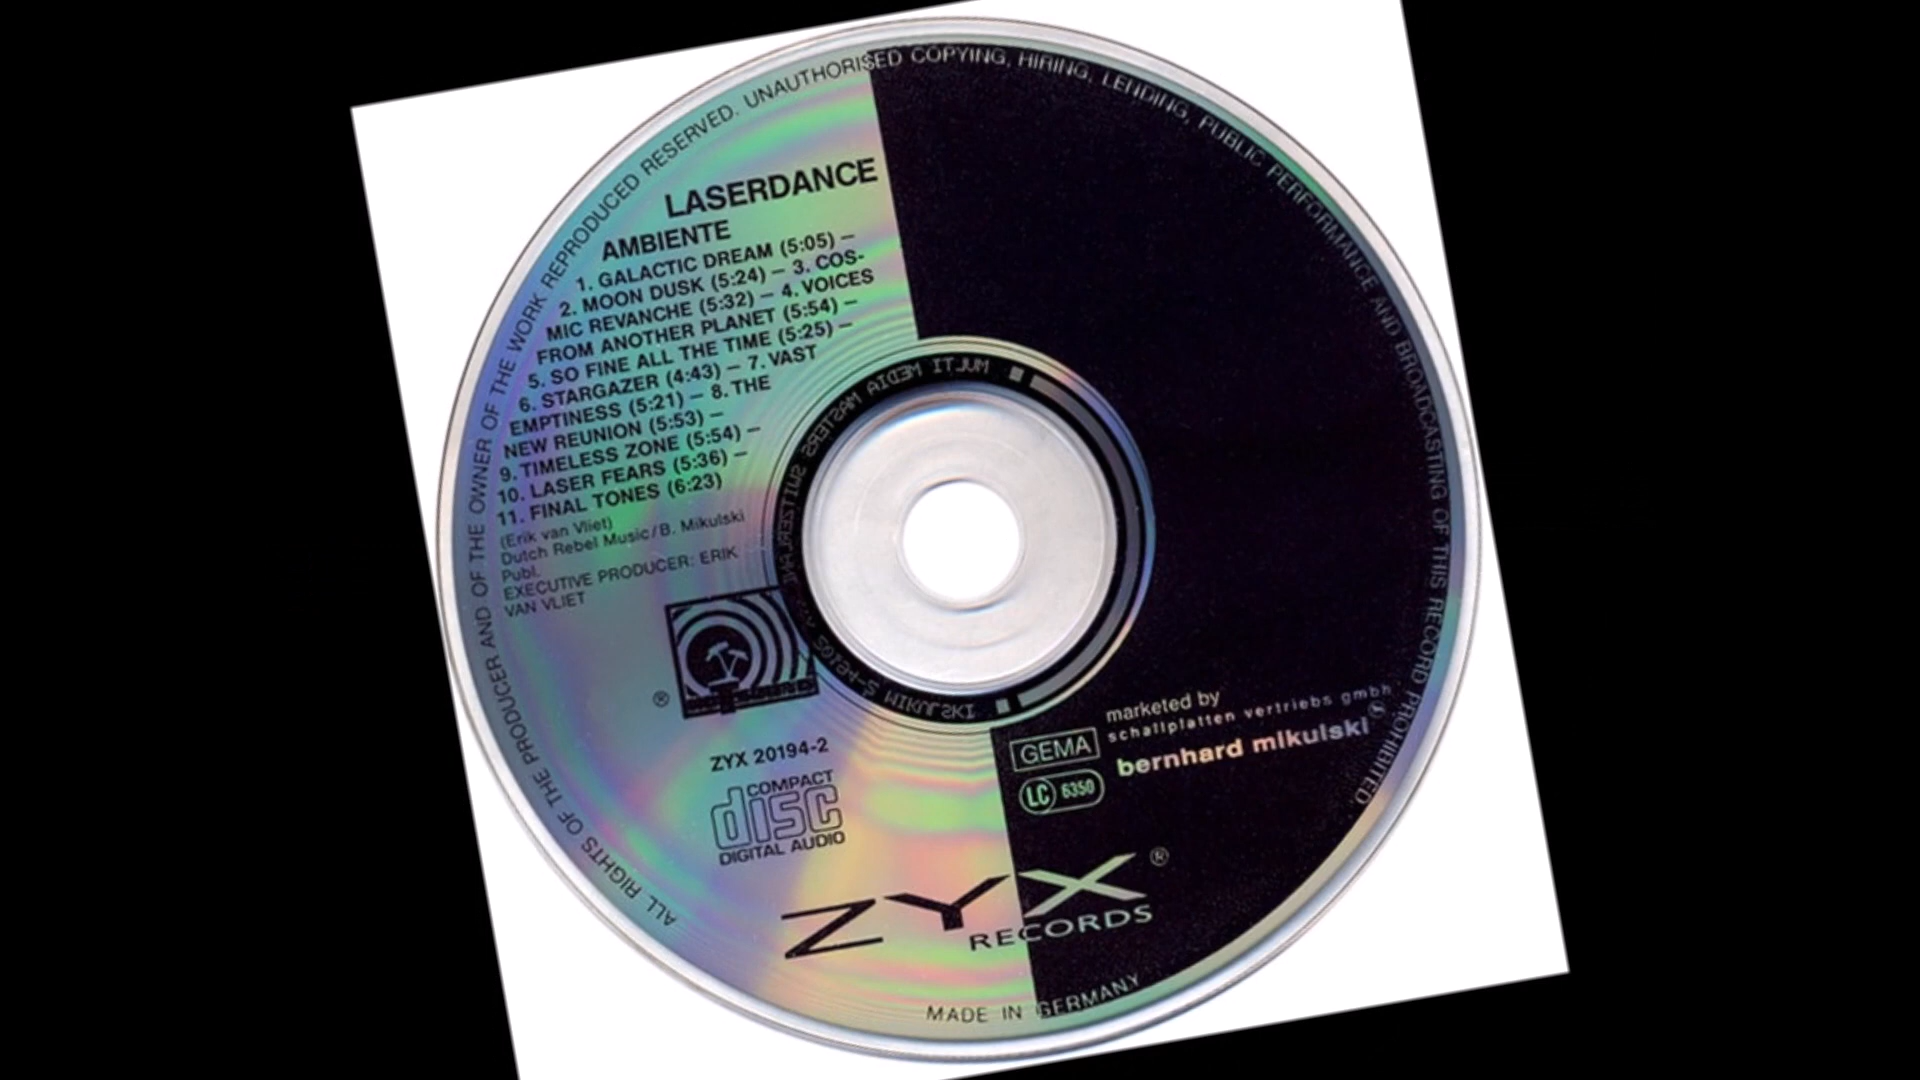 ALL RIGHTS OF THE PRODUCER AND OF THE OWNER OF THE WORK REPRODUCED RESERVED. UNAUTHORISED COPYING, HIRING, LENDING, PUBLIC PERFORMANCE AND BROADCASTING OF THIS RECORD PROHIBITED.
LASERDANCE
AMBIENTE
1. GALACTIC DREAM (5:05) –
2. MOON DUSK (5:24) – 3. COS-
MIC REVANCHE (5:32) – 4. VOICES
FROM ANOTHER PLANET (5:54) –
5. SO FINE ALL THE TIME (5:25) –
6. STARGAZER (4:43) – 7. VAST
EMPTINESS (5:21) – 8. THE
NEW REUNION (5:53) –
9. TIMELESS ZONE (5:54) –
10. LASER FEARS (5:36) –
11. FINAL TONES (6:23)
(Erik van Vliet)
Dutch Rebel Music/B. Mikulski
Publ.
EXECUTIVE PRODUCER: ERIK
VAN VLIET
MULTI MEDIA MASTERS SWITZERLAND
MIKULSKI
®
ZYX 20194-2
COMPACT
disc
DIGITAL AUDIO
GEMA
LC 6350
marketed by
schallplatten vertriebs gmbh
bernhard mikulski
ZYX ®
RECORDS
MADE IN GERMANY